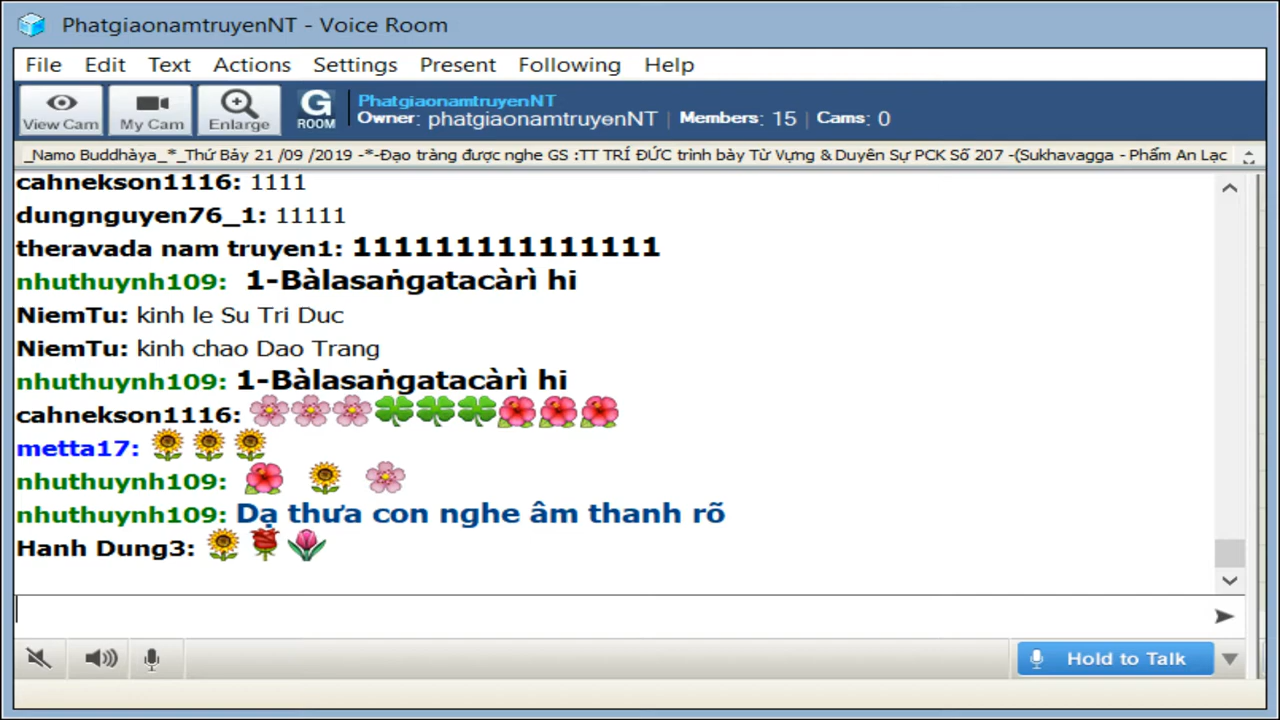 PhatgiaonamtruyenNT - Voice Room
File Edit Text Actions Settings Present Following Help
View Cam My Cam Enlarge G ROOM
PhatgiaonamtruyenNT
Owner: phatgiaonamtruyenNT | Members: 15 | Cams: 0
_Namo Buddhàya_*_Thứ Bảy 21 /09 /2019 -*-Đạo tràng được nghe GS :TT TRÍ ĐỨC trình bày Từ Vựng & Duyên Sự PCK Số 207 -(Sukhavagga - Phẩm An Lạc
cahnekson1116: 1111
dungnguyen76_1: 11111
theravada nam truyen1: 111111111111111
nhuthuynh109: 1-Bàlasaṅgatacàrì hi
NiemTu: kinh le Su Tri Duc
NiemTu: kinh chao Dao Trang
nhuthuynh109: 1-Bàlasaṅgatacàrì hi
cahnekson1116: 🌸🌸🌸🍀🍀🍀🌺🌺🌺
metta17: 🌻🌻🌻
nhuthuynh109: 🌺 🌻 🌸
nhuthuynh109: Dạ thưa con nghe âm thanh rõ
Hanh Dung3: 🌻🌹🌷
Hold to Talk